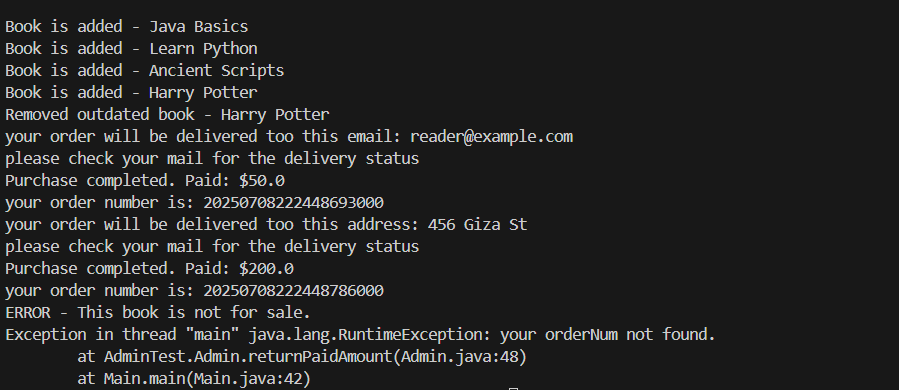 Book is added - Java Basics
Book is added - Learn Python
Book is added - Ancient Scripts
Book is added - Harry Potter
Removed outdated book - Harry Potter
your order will be delivered too this email: reader@example.com
please check your mail for the delivery status
Purchase completed. Paid: $50.0
your order number is: 20250708222448693000
your order will be delivered too this address: 456 Giza St
please check your mail for the delivery status
Purchase completed. Paid: $200.0
your order number is: 20250708222448786000
ERROR - This book is not for sale.
Exception in thread "main" java.lang.RuntimeException: your orderNum not found.
        at AdminTest.Admin.returnPaidAmount(Admin.java:48)
        at Main.main(Main.java:42)